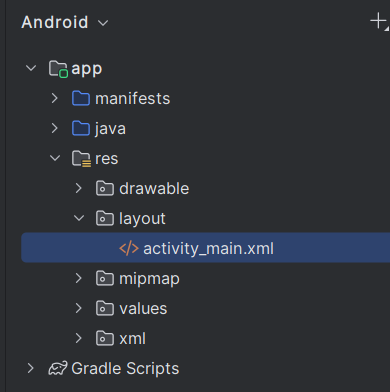 Android
app
manifests
java
res
drawable
layout
</> activity_main.xml
mipmap
values
xml
Gradle Scripts